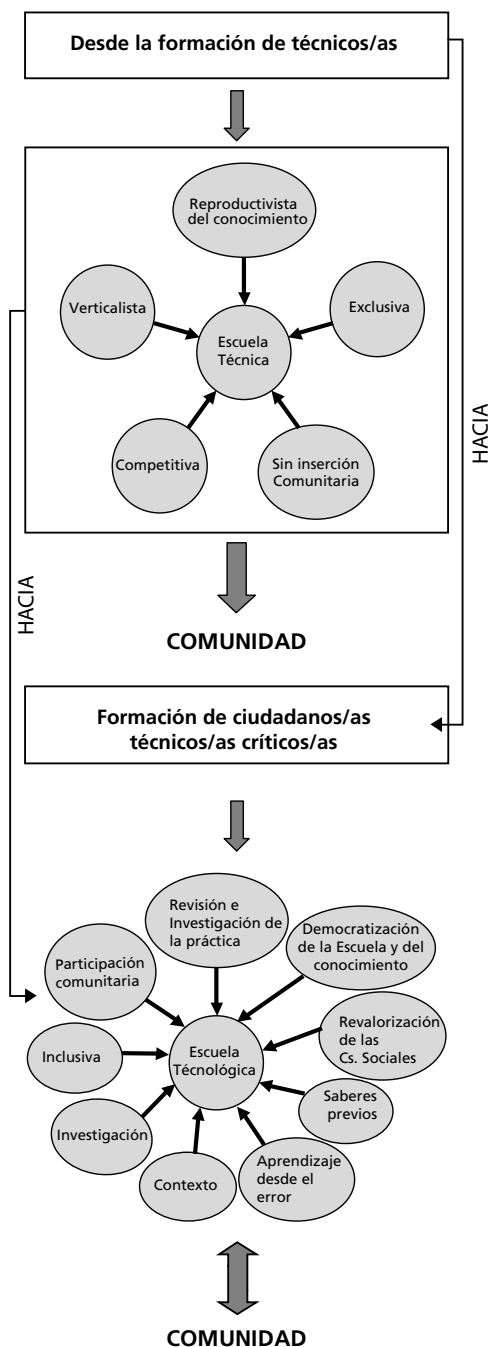 Desde la formación de técnicos/as
Reproductivista
del conocimiento
Verticalista
Exclusiva
Escuela
Técnica
Competitiva
Sin inserción
Comunitaria
HACIA
HACIA
COMUNIDAD
Formación de ciudadanos/as
técnicos/as críticos/as
Revisión e
Investigación de
la práctica
Democratización
de la Escuela y del
conocimiento
Participación
comunitaria
Revalorización
de las
Cs. Sociales
Inclusiva
Escuela
Técnológica
Saberes
previos
Investigación
Contexto
Aprendizaje
desde el
error
COMUNIDAD